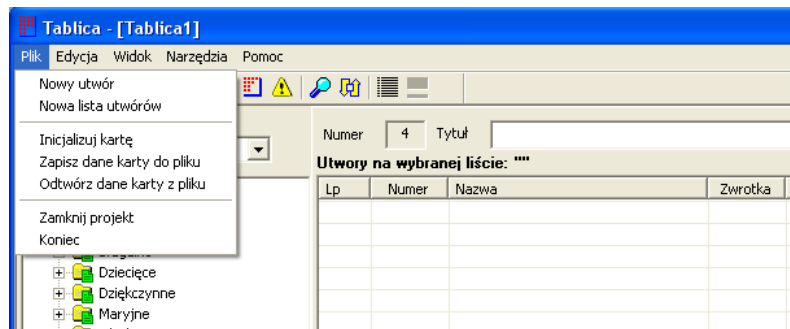 Tablica - [Tablica1]
Plik Edycja Widok Narzędzia Pomoc
Nowy utwór
Nowa lista utwórów
Inicjalizuj kartę
Zapisz dane karty do pliku
Odtwórz dane karty z pliku
Zamknij projekt
Koniec
Numer 4 Tytuł
Utwory na wybranej liście: ""
Lp Numer Nazwa Zwrotka
Dziecięce
Dziękczynne
Maryjne